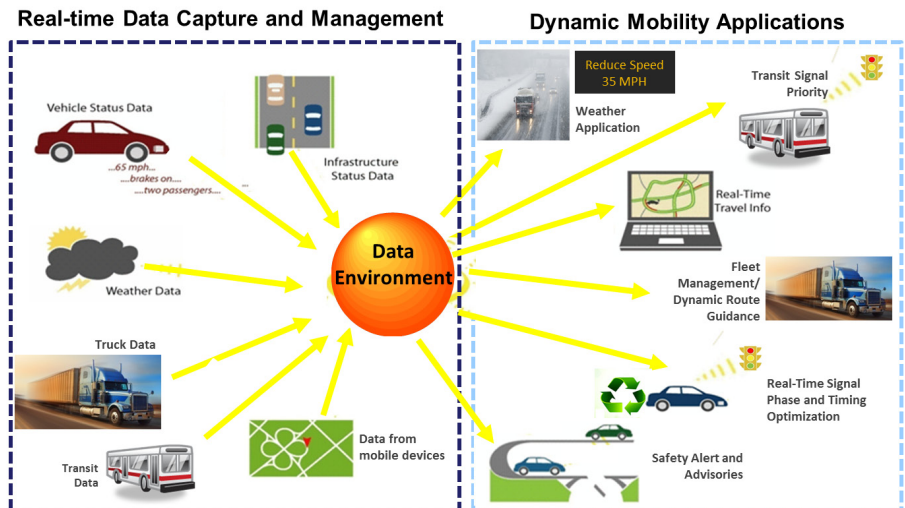 Real-time Data Capture and Management
Dynamic Mobility Applications
Vehicle Status Data
...65 mph...
....brakes on....
.....two passengers....
...
Infrastructure
Status Data
Weather Data
Truck Data
Transit
Data
Data from
mobile devices
Data
Environment
Reduce Speed
35 MPH
Weather
Application
Transit Signal
Priority
Real-Time
Travel Info
Fleet
Management/
Dynamic Route
Guidance
Real-Time Signal
Phase and Timing
Optimization
Safety Alert and
Advisories